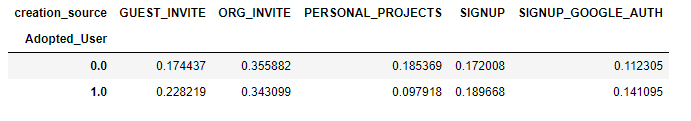 creation_source GUEST_INVITE ORG_INVITE PERSONAL_PROJECTS SIGNUP SIGNUP_GOOGLE_AUTH
Adopted_User
0.0 0.174437 0.355882 0.185369 0.172008 0.112305
1.0 0.228219 0.343099 0.097918 0.189668 0.141095